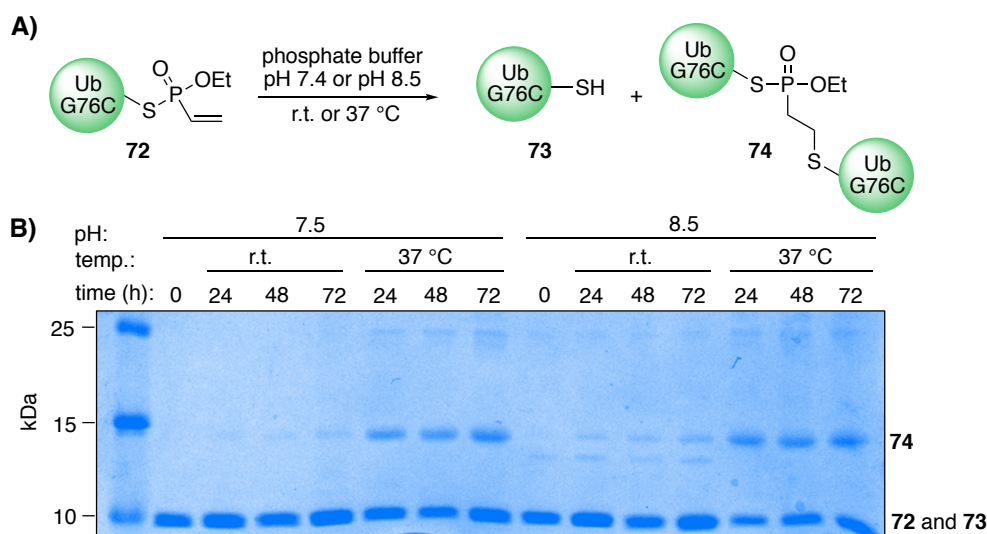 A)
Ub
G76C
S
P
O
OEt
72
phosphate buffer
pH 7.4 or pH 8.5
r.t. or 37 °C
Ub
G76C
SH
73
+
Ub
G76C
S
P
O
OEt
S
Ub
G76C
74
B)
pH: 7.5 8.5
temp.: r.t. 37 °C r.t. 37 °C
time (h): 0 24 48 72 24 48 72 0 24 48 72 24 48 72
25
15
10
kDa
74
72 and 73